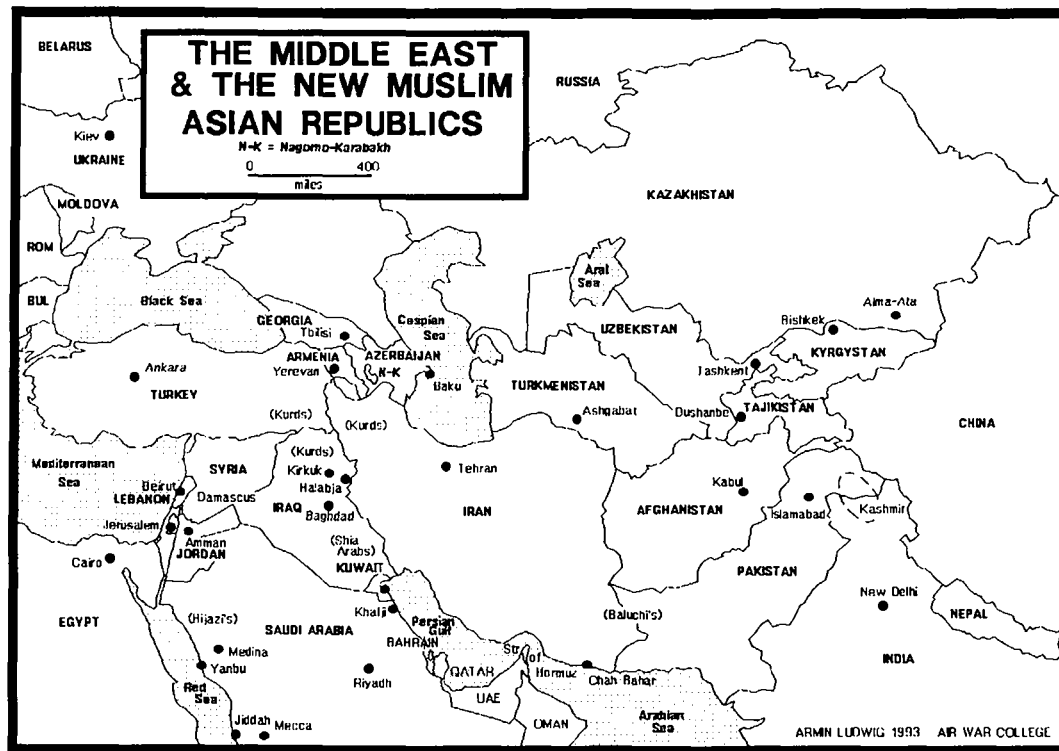 THE MIDDLE EAST
& THE NEW MUSLIM
ASIAN REPUBLICS
N-K = Nagomo-Karabakh
0 400
miles
BELARUS
RUSSIA
Kiev
UKRAINE
MOLDOVA
KAZAKHSTAN
ROM
BUL
Black Sea
Aral
Sea
GEORGIA
Tbilisi
Caspian
Sea
UZBEKISTAN
Alma-Ata
Bishkek
KYRGYSTAN
ARMENIA
Yerevan
AZERBAIJAN
N-K
Baku
Ankara
TURKEY
TURKMENISTAN
Tashkent
Ashgabat
Dushanbe
TAJIKISTAN
CHINA
(Kurds)
(Kurds)
Mediterranean
Sea
SYRIA
(Kurds)
Kirkuk
Halabja
Tehran
Beirut
LEBANON
Damascus
IRAQ
Baghdad
IRAN
Kabul
AFGHANISTAN
Islamabad
Kashmir
Jerusalem
Amman
JORDAN
Cairo
(Shia
Arabs)
KUWAIT
PAKISTAN
Khafji
New Delhi
EGYPT
(Hijazi's)
SAUDI ARABIA
Persian
Gulf
(Baluchi's)
NEPAL
Medina
Yanbu
BAHRAIN
Str of Hormuz
INDIA
Riyadh
QATAR
Chah Bahar
Red
Sea
UAE
Jiddah
Mecca
OMAN
Arabian
Sea
ARMIN LUDWIG 1993 AIR WAR COLLEGE